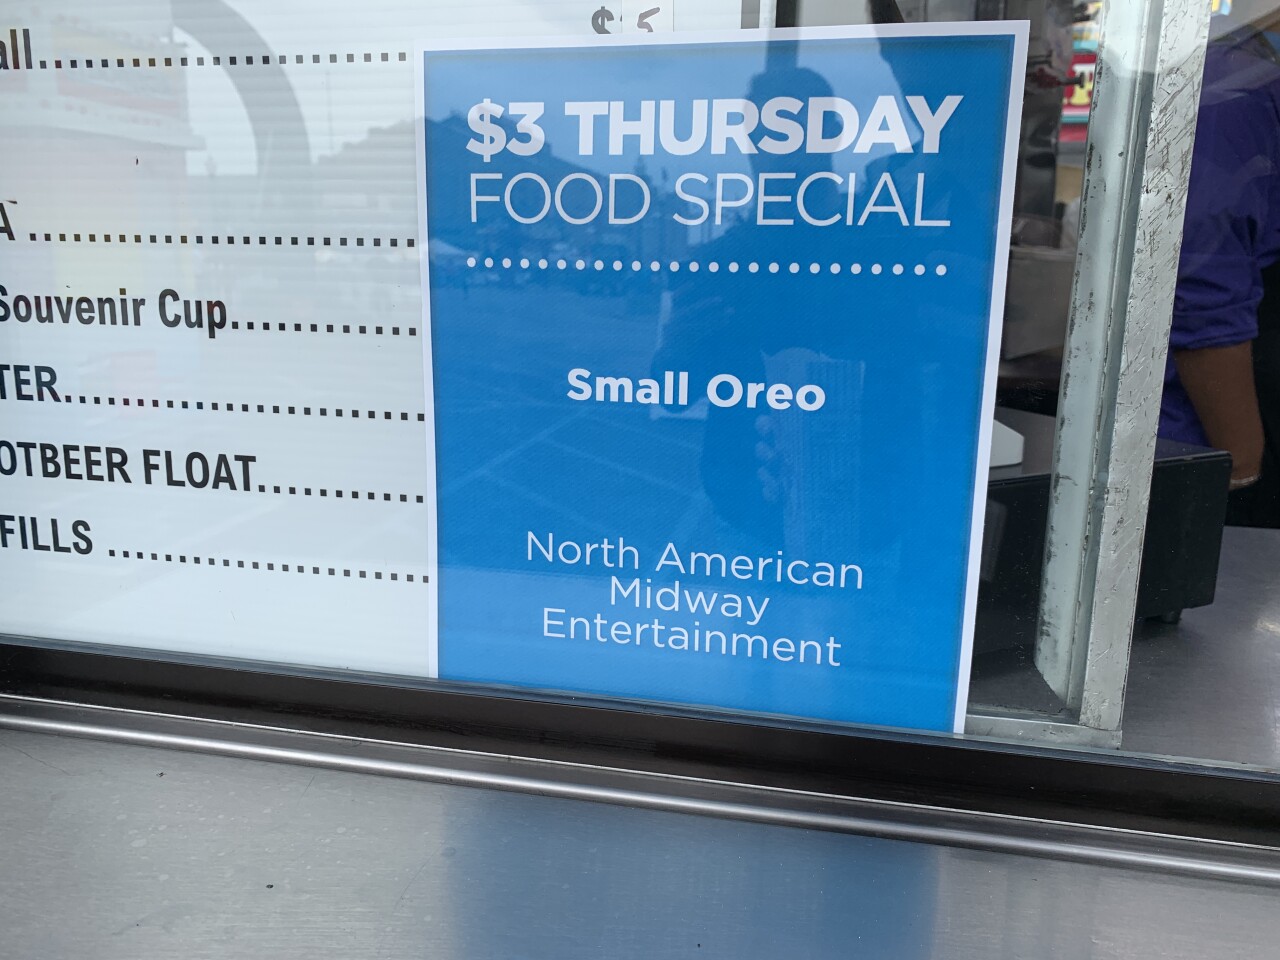 all
$3 THURSDAY
FOOD SPECIAL
A
Souvenir Cup
TER
OTBEER FLOAT
FILLS
Small Oreo
North American
Midway
Entertainment